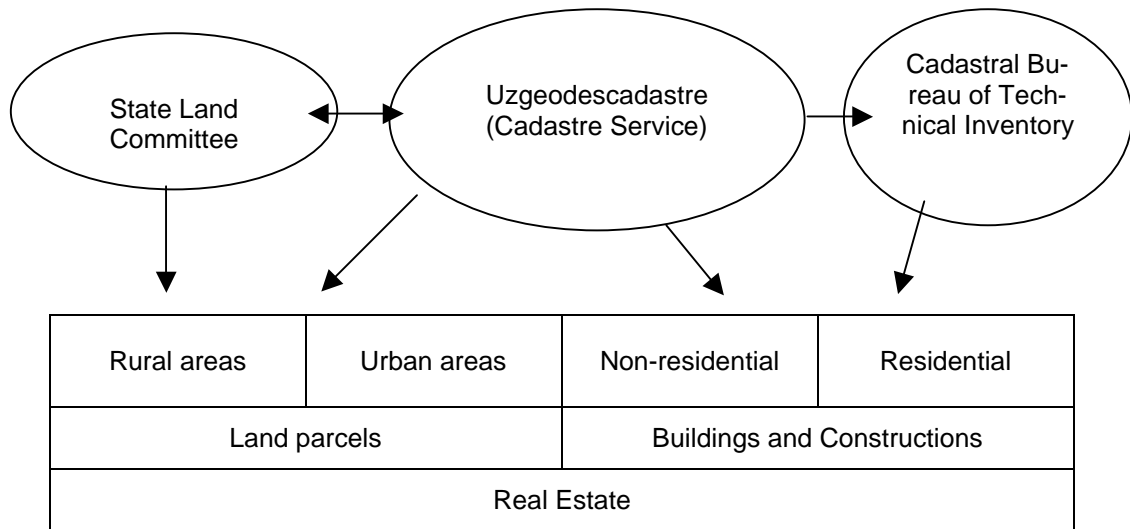 State Land
Committee
Uzgeodescadastre
(Cadastre Service)
Cadastral Bu-
reau of Tech-
nical Inventory
Rural areas
Urban areas
Non-residential
Residential
Land parcels
Buildings and Constructions
Real Estate